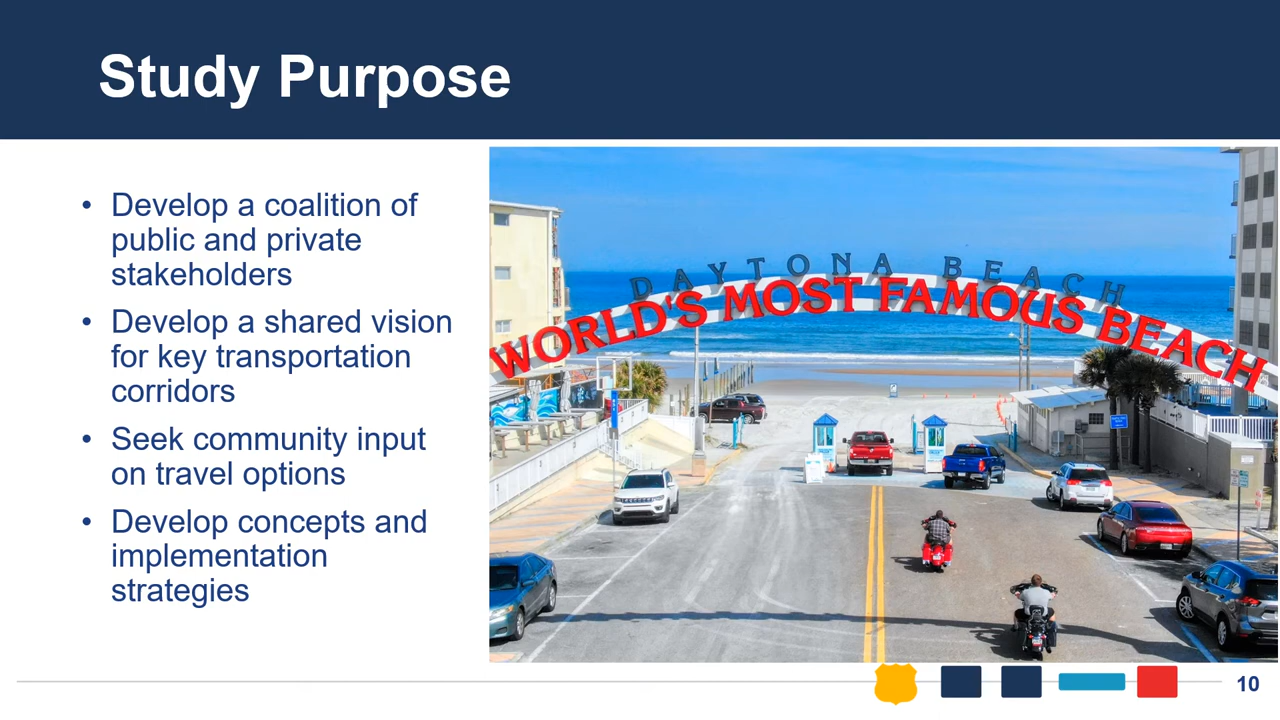 Study Purpose
• Develop a coalition of
public and private
stakeholders
• Develop a shared vision
for key transportation
corridors
• Seek community input
on travel options
• Develop concepts and
implementation
strategies
DAYTONA BEACH
WORLD'S MOST FAMOUS BEACH
10